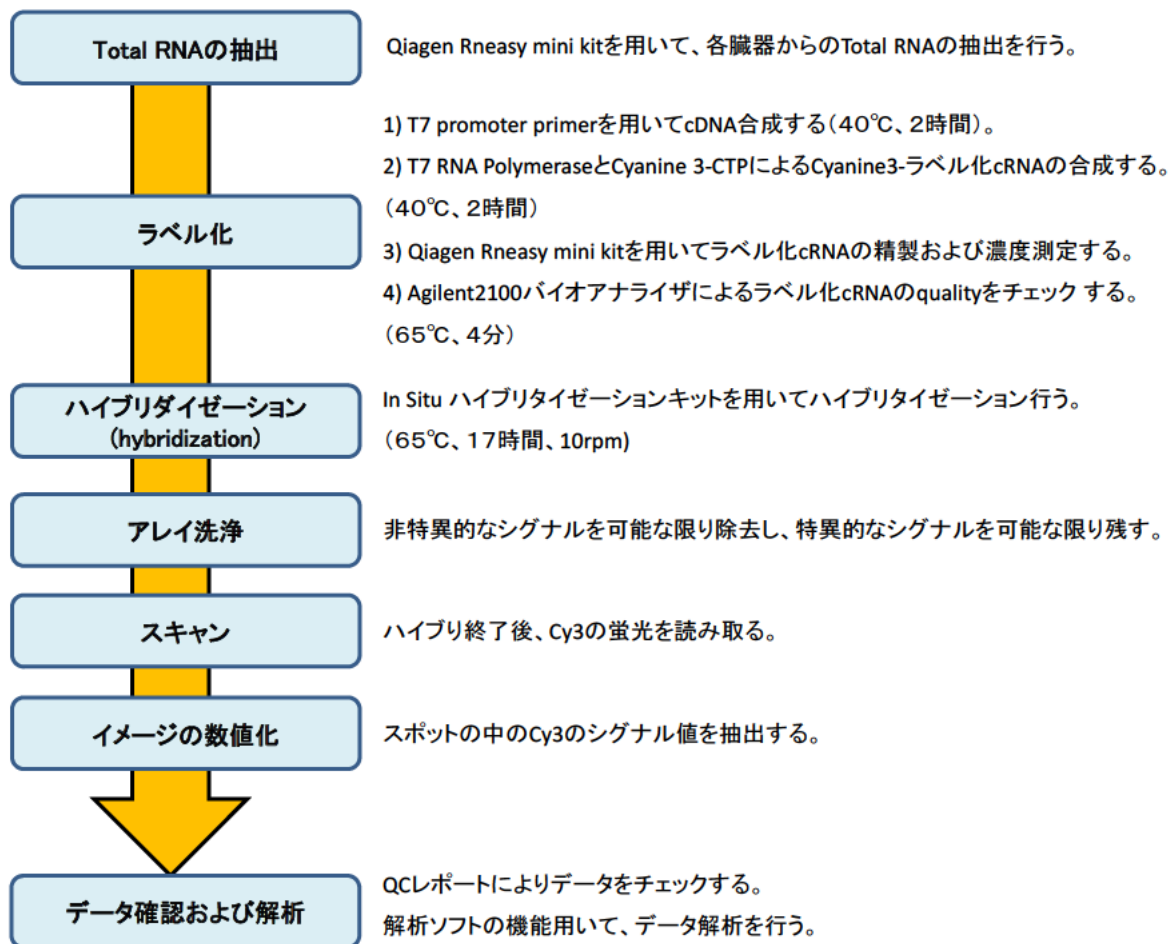 Total RNAの抽出
Qiagen Rneasy mini kitを用いて、各臓器からのTotal RNAの抽出を行う。
ラベル化
1) T7 promoter primerを用いてcDNA合成する(40℃、2時間)。
2) T7 RNA PolymeraseとCyanine 3-CTPによるCyanine3-ラベル化cRNAの合成する。
(40℃、2時間)
3) Qiagen Rneasy mini kitを用いてラベル化cRNAの精製および濃度測定する。
4) Agilent2100バイオアナライザによるラベル化cRNAのqualityをチェック する。
(65℃、4分)
ハイブリダイゼーション
(hybridization)
In Situ ハイブリタイゼーションキットを用いてハイブリタイゼーション行う。
(65℃、17時間、10rpm)
アレイ洗浄
非特異的なシグナルを可能な限り除去し、特異的なシグナルを可能な限り残す。
スキャン
ハイブり終了後、Cy3の蛍光を読み取る。
イメージの数値化
スポットの中のCy3のシグナル値を抽出する。
データ確認および解析
QCレポートによりデータをチェックする。
解析ソフトの機能用いて、データ解析を行う。